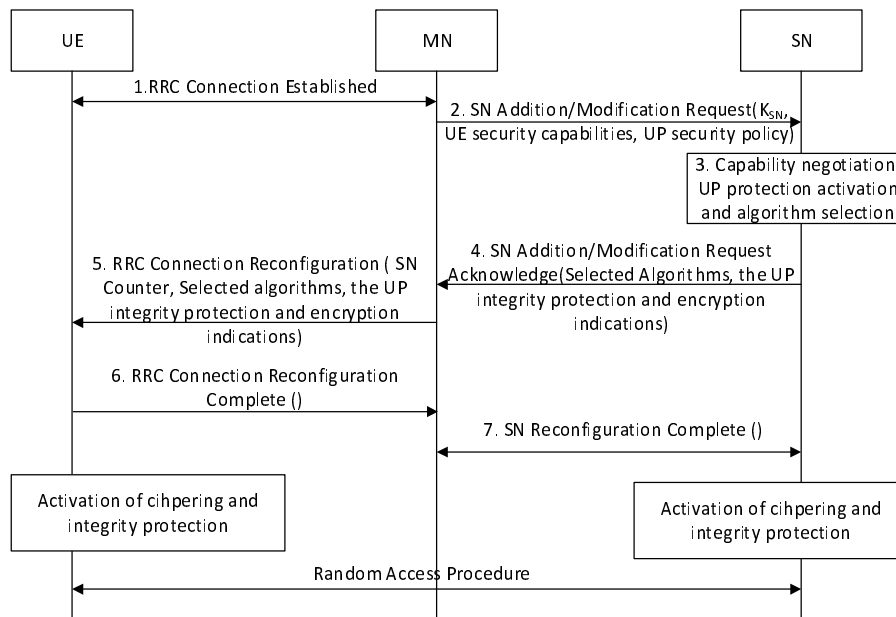 UE
MN
SN
1.RRC Connection Established
2. SN Addition/Modification Request(KSN,
UE security capabilities, UP security policy)
3. Capability negotiation
UP protection activation
and algorithm selection
4. SN Addition/Modification Request
Acknowledge(Selected Algorithms, the UP
integrity protection and encryption
indications)
5. RRC Connection Reconfiguration ( SN
Counter, Selected algorithms, the UP
integrity protection and encryption
indications)
6. RRC Connection Reconfiguration
Complete ()
7. SN Reconfiguration Complete ()
Activation of cihpering and
integrity protection
Activation of cihpering and
integrity protection
Random Access Procedure